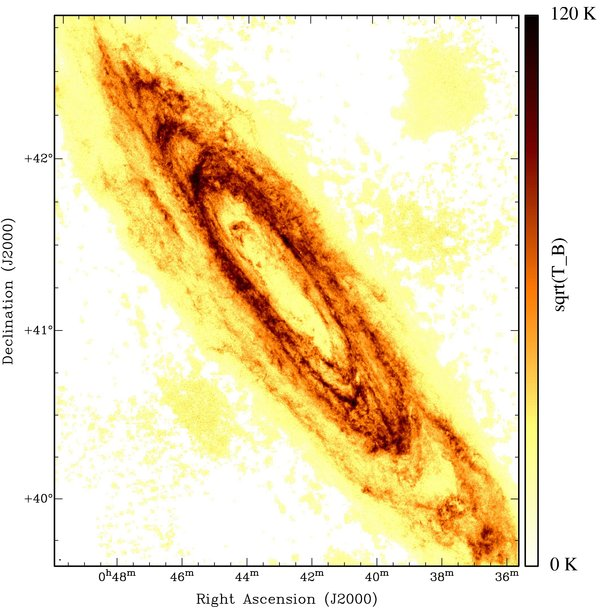 120 K
+42°
+41°
+40°
Declination (J2000)
sqrt(T_B)
0 K
0ʰ48ᵐ 46ᵐ 44ᵐ 42ᵐ 40ᵐ 38ᵐ 36ᵐ
Right Ascension (J2000)